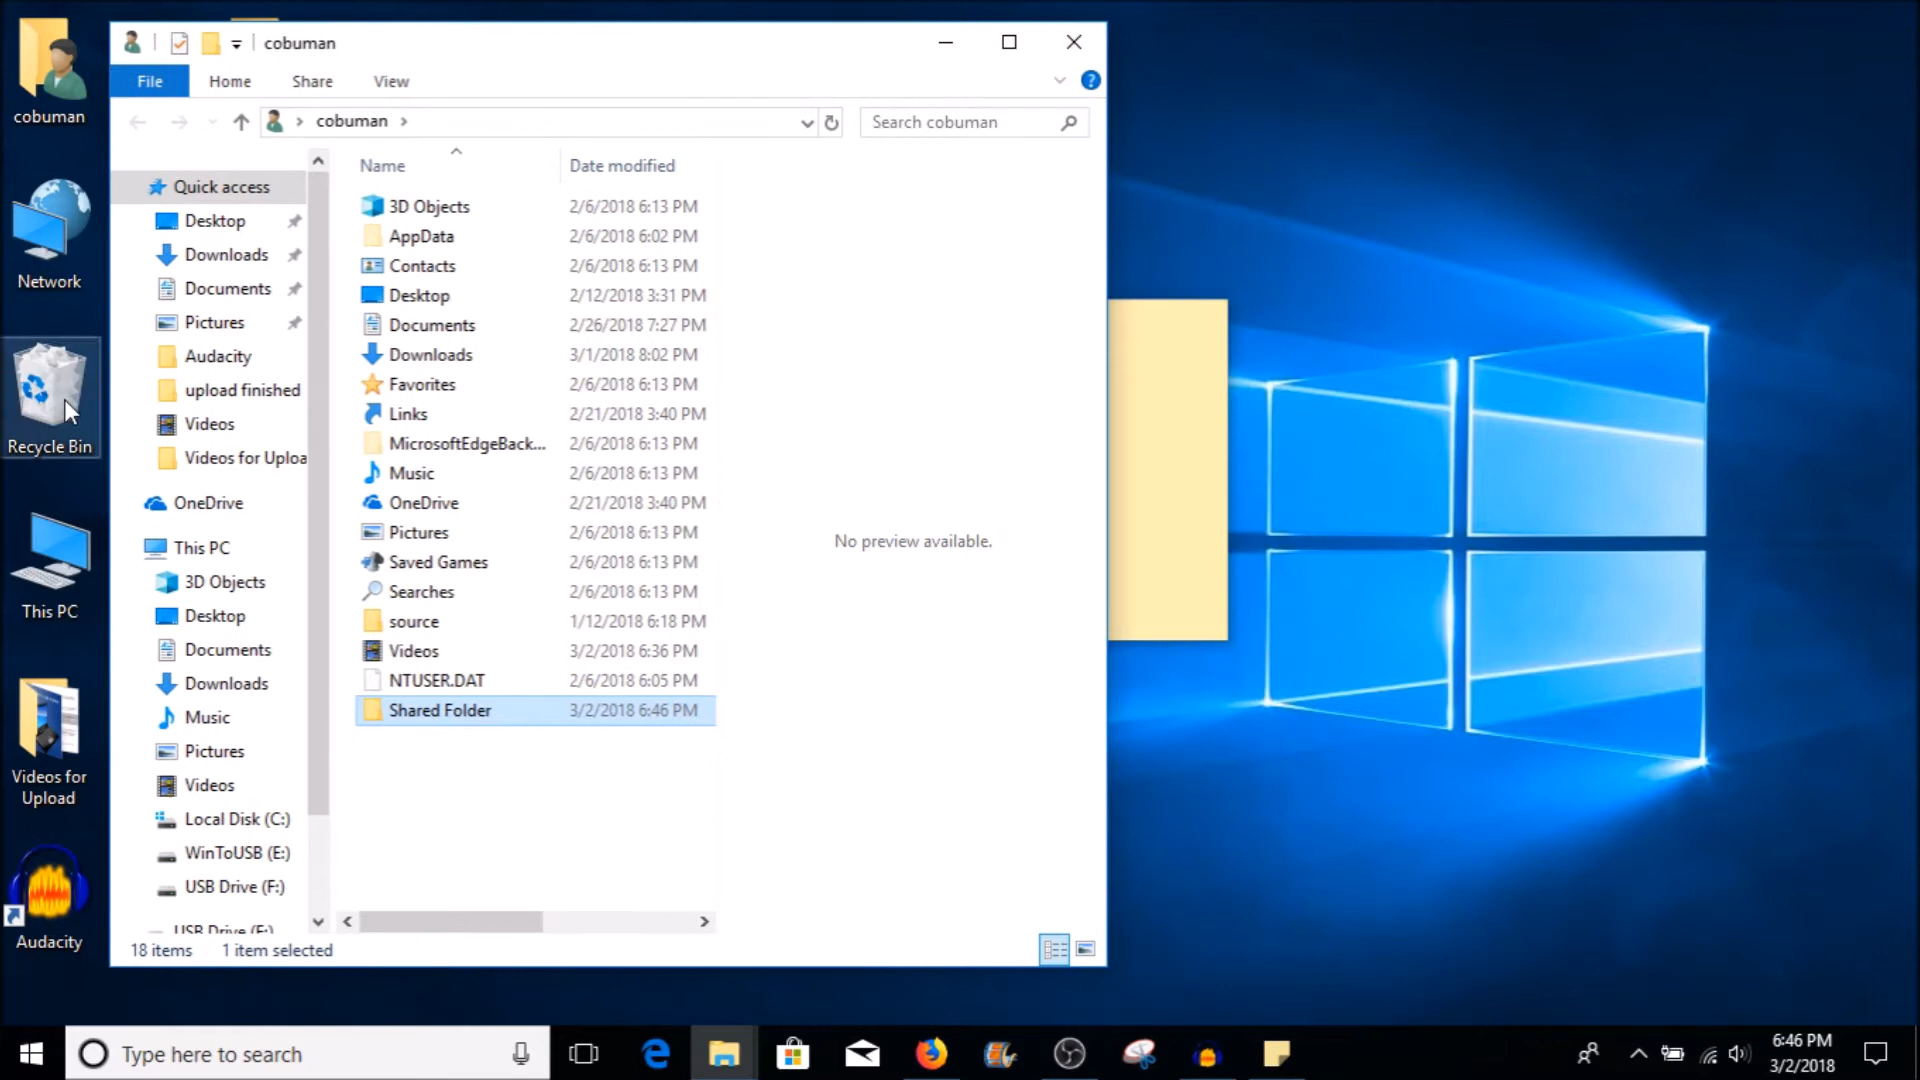 cobuman
Network
Recycle Bin
This PC
Videos for
Upload
Audacity
cobuman
File Home Share View
cobuman
Search cobuman
Quick access
Desktop
Downloads
Documents
Pictures
Audacity
upload finished
Videos
Videos for Uploa
OneDrive
This PC
3D Objects
Desktop
Documents
Downloads
Music
Pictures
Videos
Local Disk (C:)
WinToUSB (E:)
USB Drive (F:)
USB Drive (F:)
Name Date modified
3D Objects 2/6/2018 6:13 PM
AppData 2/6/2018 6:02 PM
Contacts 2/6/2018 6:13 PM
Desktop 2/12/2018 3:31 PM
Documents 2/26/2018 7:27 PM
Downloads 3/1/2018 8:02 PM
Favorites 2/6/2018 6:13 PM
Links 2/21/2018 3:40 PM
MicrosoftEdgeBack... 2/6/2018 6:13 PM
Music 2/6/2018 6:13 PM
OneDrive 2/21/2018 3:40 PM
Pictures 2/6/2018 6:13 PM
Saved Games 2/6/2018 6:13 PM
Searches 2/6/2018 6:13 PM
source 1/12/2018 6:18 PM
Videos 3/2/2018 6:36 PM
NTUSER.DAT 2/6/2018 6:05 PM
Shared Folder 3/2/2018 6:46 PM
No preview available.
18 items 1 item selected
Type here to search
6:46 PM
3/2/2018